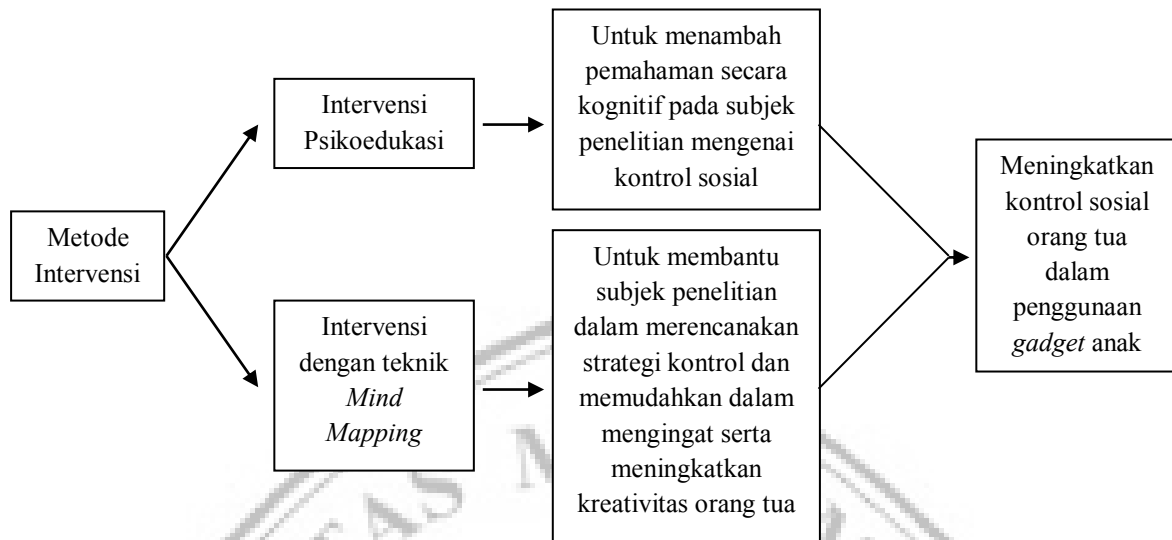 Metode
Intervensi
Intervensi
Psikoedukasi
Untuk menambah
pemahaman secara
kognitif pada subjek
penelitian mengenai
kontrol sosial
Intervensi
dengan teknik
Mind
Mapping
Untuk membantu
subjek penelitian
dalam merencanakan
strategi kontrol dan
memudahkan dalam
mengingat serta
meningkatkan
kreativitas orang tua
Meningkatkan
kontrol sosial
orang tua
dalam
penggunaan
gadget anak